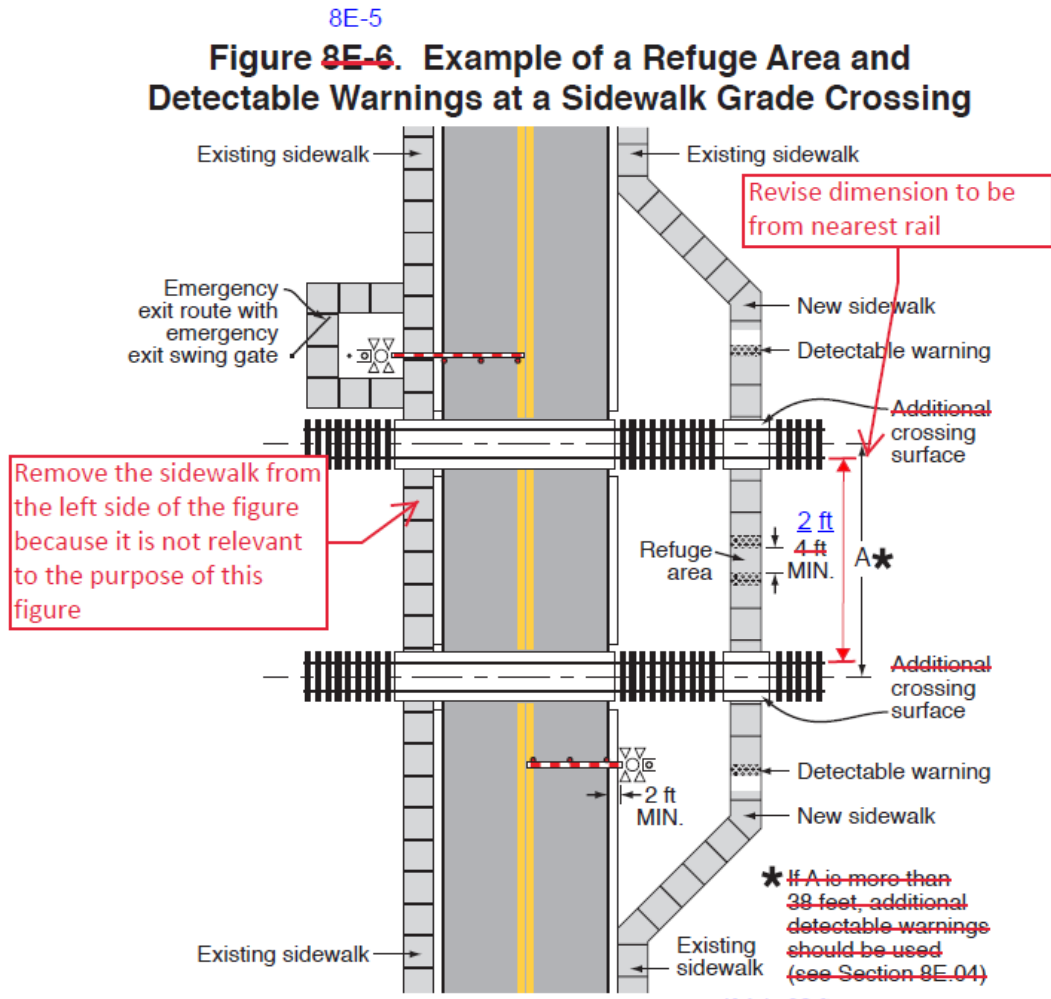 8E-5
Figure 8E-6. Example of a Refuge Area and
Detectable Warnings at a Sidewalk Grade Crossing
Existing sidewalk
Existing sidewalk
Revise dimension to be
from nearest rail
Emergency
exit route with
emergency
exit swing gate
New sidewalk
Detectable warning
Additional
crossing
surface
Remove the sidewalk from
the left side of the figure
because it is not relevant
to the purpose of this
figure
Refuge
area
2 ft
4 ft
MIN.
A*
Additional
crossing
surface
Detectable warning
2 ft
MIN.
New sidewalk
* If A is more than
38 feet, additional
detectable warnings
should be used
(see Section 8E.04)
Existing sidewalk
Existing
sidewalk